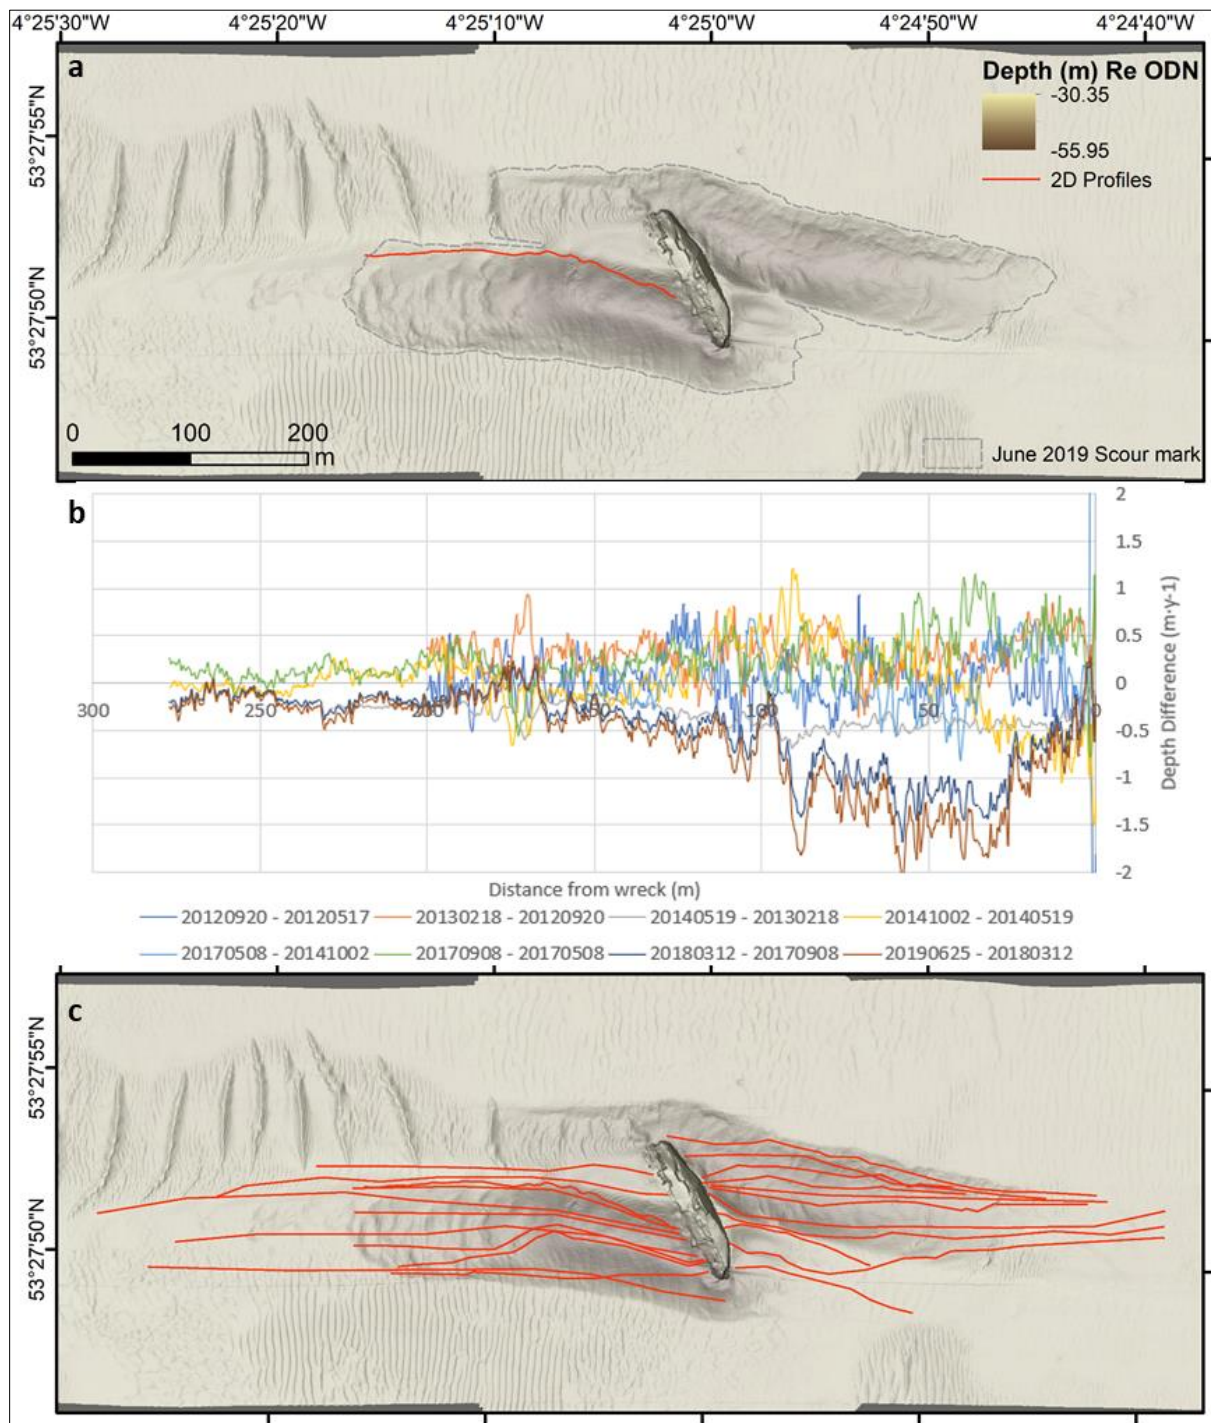 4°25'30"W 4°25'20"W 4°25'10"W 4°25'0"W 4°24'50"W 4°24'40"W
a
Depth (m) Re ODN
-30.35
-55.95
2D Profiles
53°27'55"N
53°27'50"N
0 100 200
m
June 2019 Scour mark
b
2
1.5
1
0.5
0
-0.5
-1
-1.5
-2
Depth Difference (m·y-1)
300 250 200 150 100 50 0
Distance from wreck (m)
20120920 - 20120517 20130218 - 20120920 20140519 - 20130218 20141002 - 20140519
20170508 - 20141002 20170908 - 20170508 20180312 - 20170908 20190625 - 20180312
c
53°27'55"N
53°27'50"N